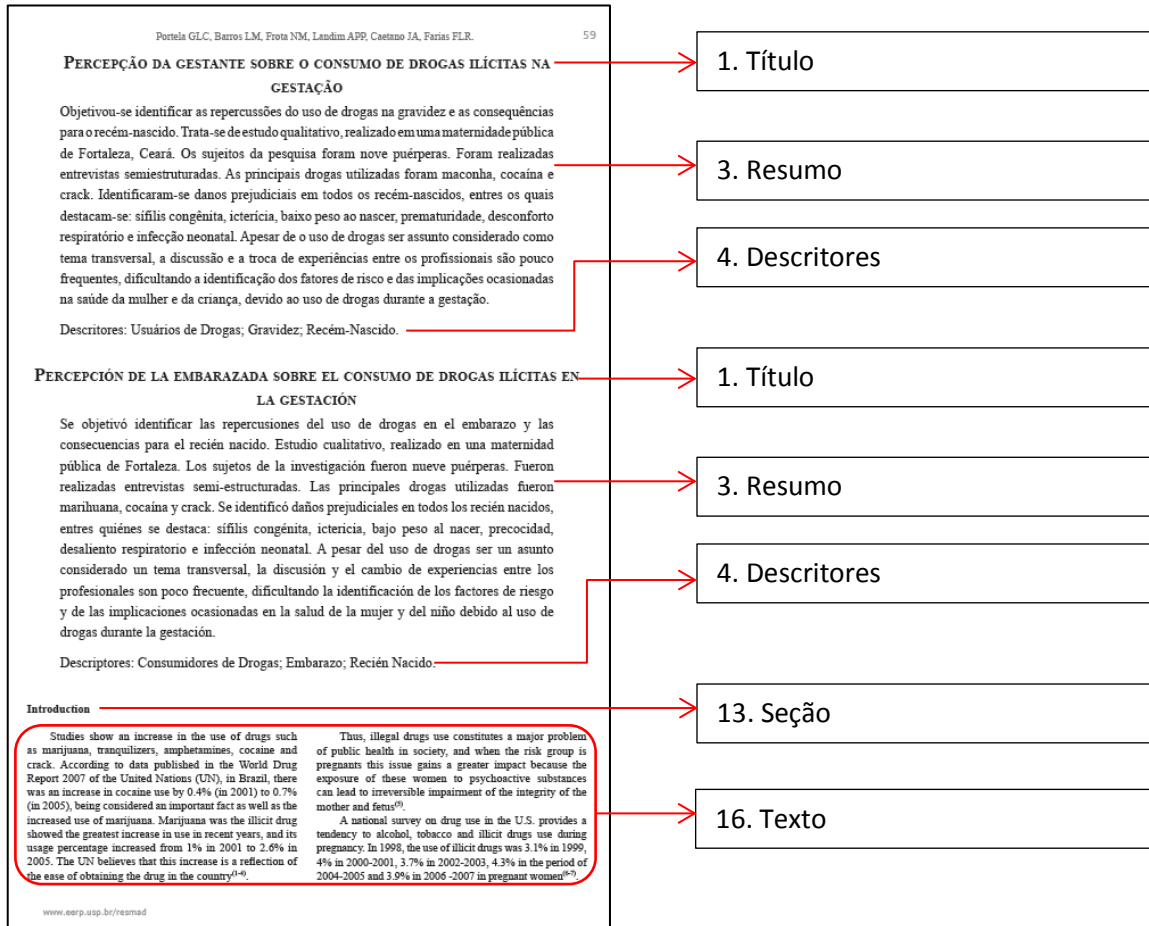 Portela GLC, Barros LM, Frota NM, Landim APP, Caetano JA, Farias FLR.
59
PERCEPÇÃO DA GESTANTE SOBRE O CONSUMO DE DROGAS ILÍCITAS NA
GESTAÇÃO
1. Título
Objetivou-se identificar as repercussões do uso de drogas na gravidez e as consequências
para o recém-nascido. Trata-se de estudo qualitativo, realizado em uma maternidade pública
de Fortaleza, Ceará. Os sujeitos da pesquisa foram nove puérperas. Foram realizadas
entrevistas semiestruturadas. As principais drogas utilizadas foram maconha, cocaína e
crack. Identificaram-se danos prejudiciais em todos os recém-nascidos, entres os quais
destacam-se: sífilis congênita, icterícia, baixo peso ao nascer, prematuridade, desconforto
respiratório e infecção neonatal. Apesar de o uso de drogas ser assunto considerado como
tema transversal, a discussão e a troca de experiências entre os profissionais são pouco
frequentes, dificultando a identificação dos fatores de risco e das implicações ocasionadas
na saúde da mulher e da criança, devido ao uso de drogas durante a gestação.
3. Resumo
Descritores: Usuários de Drogas; Gravidez; Recém-Nascido.
4. Descritores
PERCEPCIÓN DE LA EMBARAZADA SOBRE EL CONSUMO DE DROGAS ILÍCITAS EN
LA GESTACIÓN
1. Título
Se objetivó identificar las repercusiones del uso de drogas en el embarazo y las
consecuencias para el recién nacido. Estudio cualitativo, realizado en una maternidad
pública de Fortaleza. Los sujetos de la investigación fueron nueve puérperas. Fueron
realizadas entrevistas semi-estructuradas. Las principales drogas utilizadas fueron
marihuana, cocaína y crack. Se identificó daños prejudiciales en todos los recién nacidos,
entres quiénes se destaca: sífilis congénita, ictericia, bajo peso al nacer, precocidad,
desaliento respiratorio e infección neonatal. A pesar del uso de drogas ser un asunto
considerado un tema transversal, la discusión y el cambio de experiencias entre los
profesionales son poco frecuente, dificultando la identificación de los factores de riesgo
y de las implicaciones ocasionadas en la salud de la mujer y del niño debido al uso de
drogas durante la gestación.
3. Resumo
Descriptores: Consumidores de Drogas; Embarazo; Recién Nacido.
4. Descritores
Introduction
13. Seção
Studies show an increase in the use of drugs such
as marijuana, tranquilizers, amphetamines, cocaine and
crack. According to data published in the World Drug
Report 2007 of the United Nations (UN), in Brazil, there
was an increase in cocaine use by 0.4% (in 2001) to 0.7%
(in 2005), being considered an important fact as well as the
increased use of marijuana. Marijuana was the illicit drug
showed the greatest increase in use in recent years, and its
usage percentage increased from 1% in 2001 to 2.6% in
2005. The UN believes that this increase is a reflection of
the ease of obtaining the drug in the country(1-4).
Thus, illegal drugs use constitutes a major problem
of public health in society, and when the risk group is
pregnants this issue gains a greater impact because the
exposure of these women to psychoactive substances
can lead to irreversible impairment of the integrity of the
mother and fetus(5).
A national survey on drug use in the U.S. provides a
tendency to alcohol, tobacco and illicit drugs use during
pregnancy. In 1998, the use of illicit drugs was 3.1% in 1999,
4% in 2000-2001, 3.7% in 2002-2003, 4.3% in the period of
2004-2005 and 3.9% in 2006 -2007 in pregnant women(6-7).
16. Texto
www.eerp.usp.br/resmad